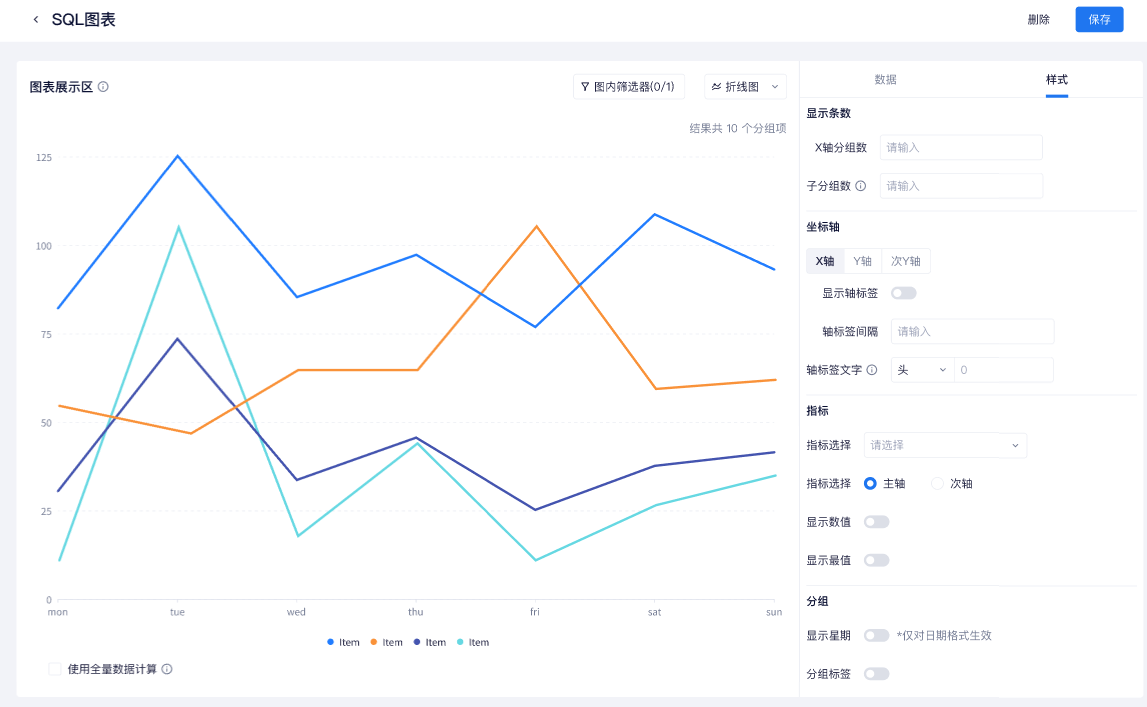 SQL图表
删除
保存
图表展示区
图内筛选器(0/1)
折线图
结果共 10 个分组项
125
100
75
50
25
0
mon tue wed thu fri sat sun
Item Item Item Item
使用全量数据计算
数据
样式
显示条数
X轴分组数 请输入
子分组数 请输入
坐标轴
X轴 Y轴 次Y轴
显示轴标签
轴标签间隔 请输入
轴标签文字 头 0
指标
指标选择 请选择
指标选择 主轴 次轴
显示数值
显示最值
分组
显示星期 *仅对日期格式生效
分组标签